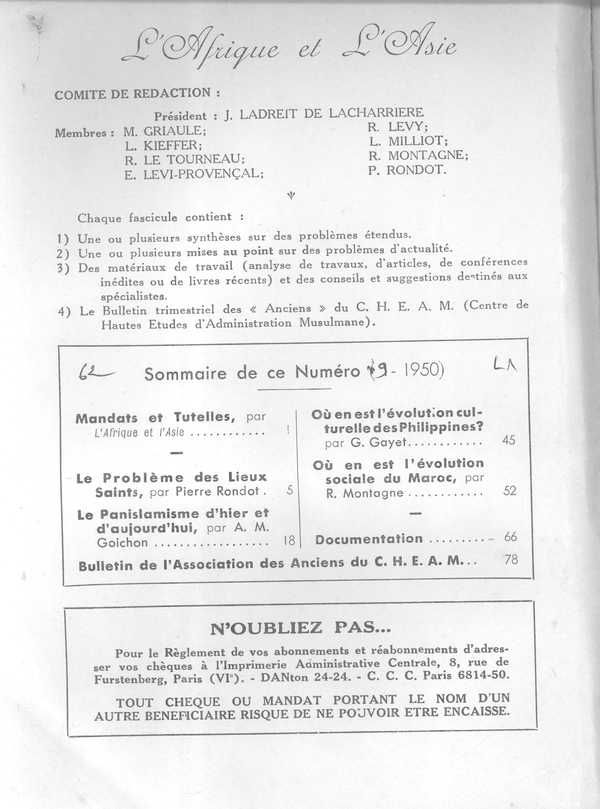 L'Afrique et L'Asie
COMITE DE REDACTION :
Président : J. LADREIT DE LACHARRIERE
Membres : M. GRIAULE;
L. KIEFFER;
R. LE TOURNEAU;
E. LEVI-PROVENÇAL;
R. LEVY;
L. MILLIOT;
R. MONTAGNE;
P. RONDOT.
Chaque fascicule contient :
1) Une ou plusieurs synthèses sur des problèmes étendus.
2) Une ou plusieurs mises au point sur des problèmes d'actualité.
3) Des matériaux de travail (analyse de travaux, d'articles, de conférences
inédites ou de livres récents) et des conseils et suggestions destinés aux
spécialistes.
4) Le Bulletin trimestriel des « Anciens » du C. H. E. A. M. (Centre de
Hautes Etudes d'Administration Musulmane).
62 Sommaire de ce Numéro (9 - 1950)
Mandats et Tutelles, par
L'Afrique et l'Asie ............ 1
—
Le Problème des Lieux
Saints, par Pierre Rondot. 5
Le Panislamisme d'hier et
d'aujourd'hui, par A. M.
Goichon .................. 18
Où en est l'évolution cul-
turelle des Philippines?
par G. Gayet............ 45
Où en est l'évolution
sociale du Maroc, par
R. Montagne ............ 52
—
Documentation .......... 66
Bulletin de l'Association des Anciens du C. H. E. A. M... 78
N'OUBLIEZ PAS...
Pour le Règlement de vos abonnements et réabonnements d'adres-
ser vos chèques à l'Imprimerie Administrative Centrale, 8, rue de
Furstenberg, Paris (VIe). - DANton 24-24. - C. C. C. Paris 6814-50.
TOUT CHEQUE OU MANDAT PORTANT LE NOM D'UN
AUTRE BENEFICIAIRE RISQUE DE NE POUVOIR ETRE ENCAISSE.